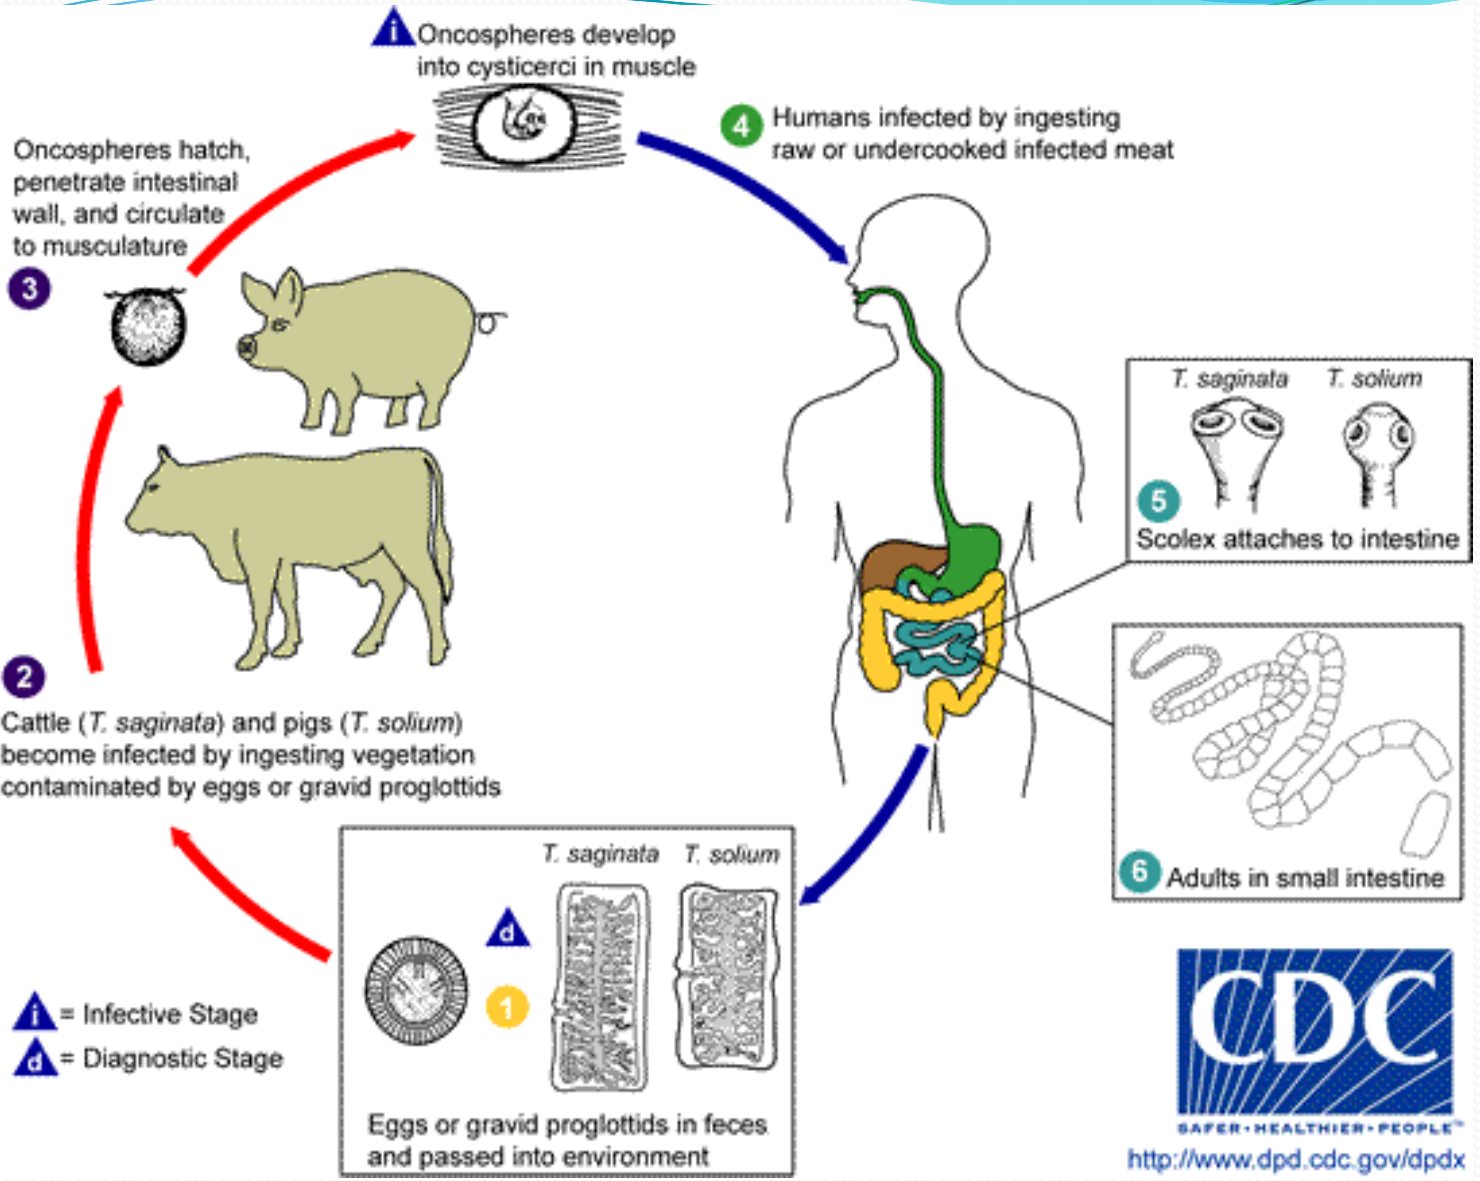 i
Oncospheres develop
into cysticerci in muscle
4
Humans infected by ingesting
raw or undercooked infected meat
Oncospheres hatch,
penetrate intestinal
wall, and circulate
to musculature
3
T. saginata T. solium
5
Scolex attaches to intestine
2
Cattle (T. saginata) and pigs (T. solium)
become infected by ingesting vegetation
contaminated by eggs or gravid proglottids
6 Adults in small intestine
T. saginata T. solium
d
1
Eggs or gravid proglottids in feces
and passed into environment
i = Infective Stage
d = Diagnostic Stage
CDC
SAFER•HEALTHIER•PEOPLE™
http://www.dpd.cdc.gov/dpdx